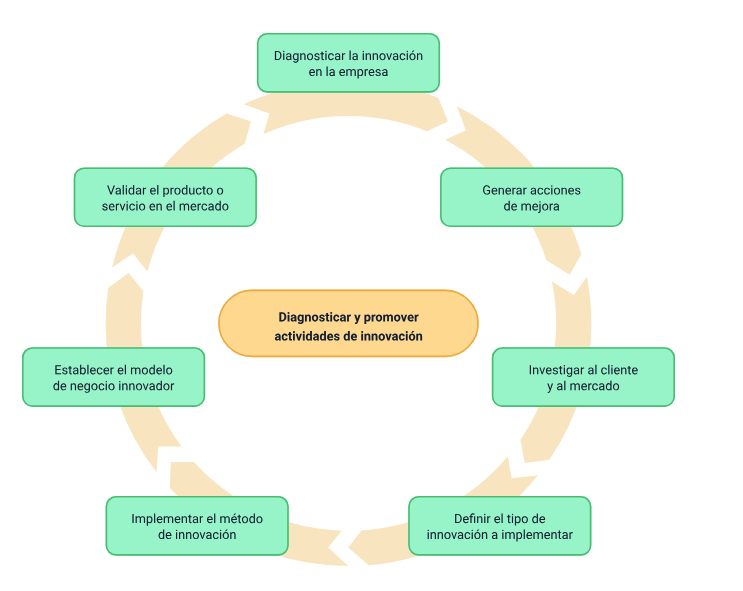 Diagnosticar la innovación
en la empresa
Generar acciones
de mejora
Investigar al cliente
y al mercado
Definir el tipo de
innovación a implementar
Implementar el método
de innovación
Establecer el modelo
de negocio innovador
Validar el producto o
servicio en el mercado
Diagnosticar y promover
actividades de innovación